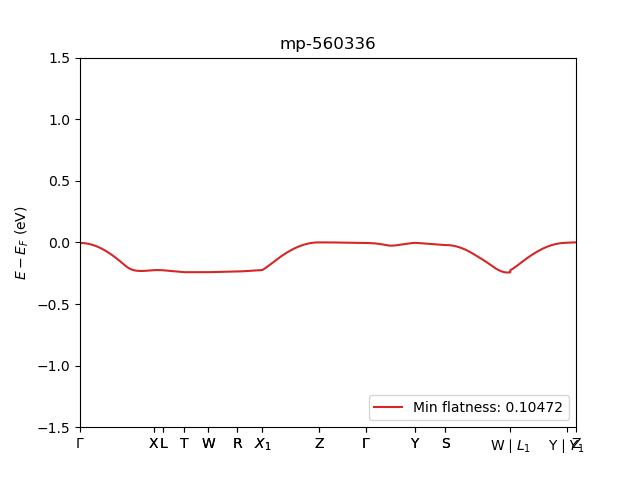 mp-560336
1.5
1.0
0.5
0.0
−0.5
−1.0
−1.5
E − E_F (eV)
Min flatness: 0.10472
Γ X L T W R X₁ Z Γ Y S W | L₁ Y | Y₁ Z